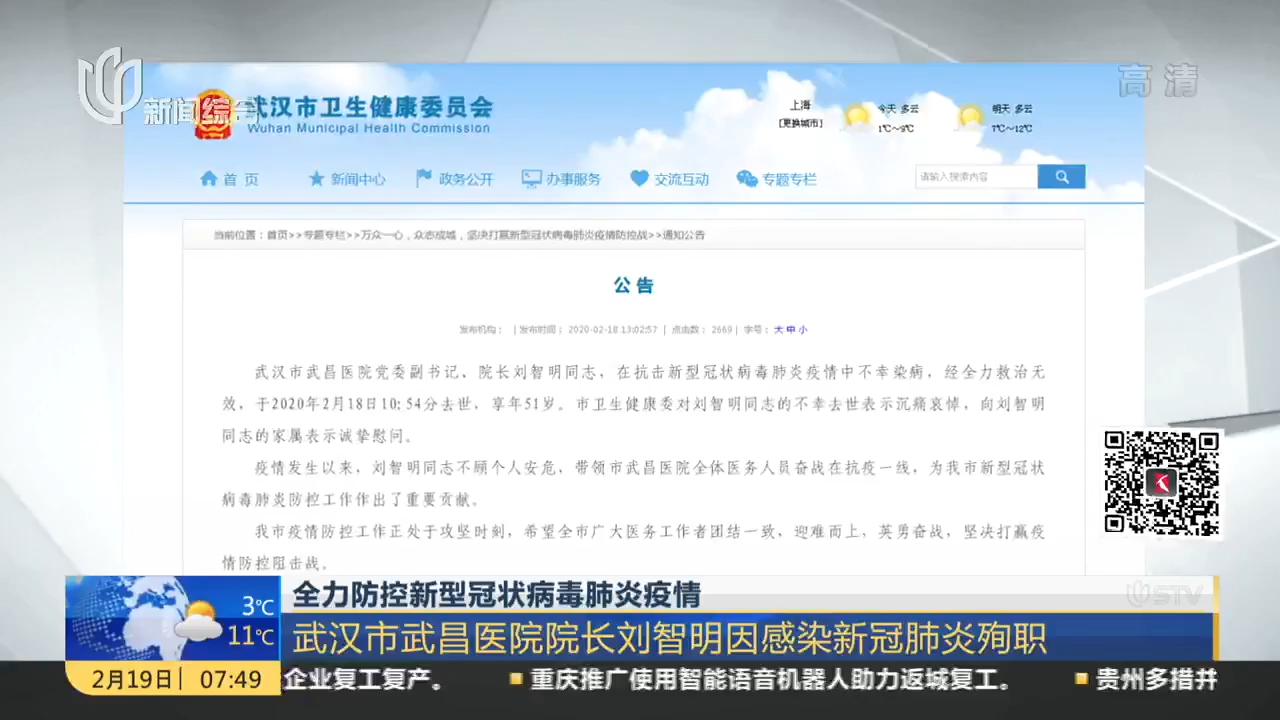 新闻综合
高清
武汉市卫生健康委员会
Wuhan Municipal Health Commission
上海
[更换城市]
今天 多云
1℃～9℃
明天 多云
7℃～12℃
首 页 新闻中心 政务公开 办事服务 交流互动 专题专栏
请输入搜索内容
当前位置：首页>>专题专栏>>万众一心，众志成城，坚决打赢新型冠状病毒肺炎疫情防控战>>通知公告
公 告
发布机构： | 发布时间： 2020-02-18 13:02:57 | 点击数： 2669 | 字号： 大 中 小
武汉市武昌医院党委副书记、院长刘智明同志，在抗击新型冠状病毒肺炎疫情中不幸染病，经全力救治无
效，于2020年2月18日10:54分去世，享年51岁。市卫生健康委对刘智明同志的不幸去世表示沉痛哀悼，向刘智明
同志的家属表示诚挚慰问。
疫情发生以来，刘智明同志不顾个人安危，带领市武昌医院全体医务人员奋战在抗疫一线，为我市新型冠状
病毒肺炎防控工作作出了重要贡献。
我市疫情防控工作正处于攻坚时刻，希望全市广大医务工作者团结一致，迎难而上，英勇奋战，坚决打赢疫
情防控阻击战。
3℃
11℃
全力防控新型冠状病毒肺炎疫情
STV
武汉市武昌医院院长刘智明因感染新冠肺炎殉职
2月19日 07:49
企业复工复产。 重庆推广使用智能语音机器人助力返城复工。 贵州多措并